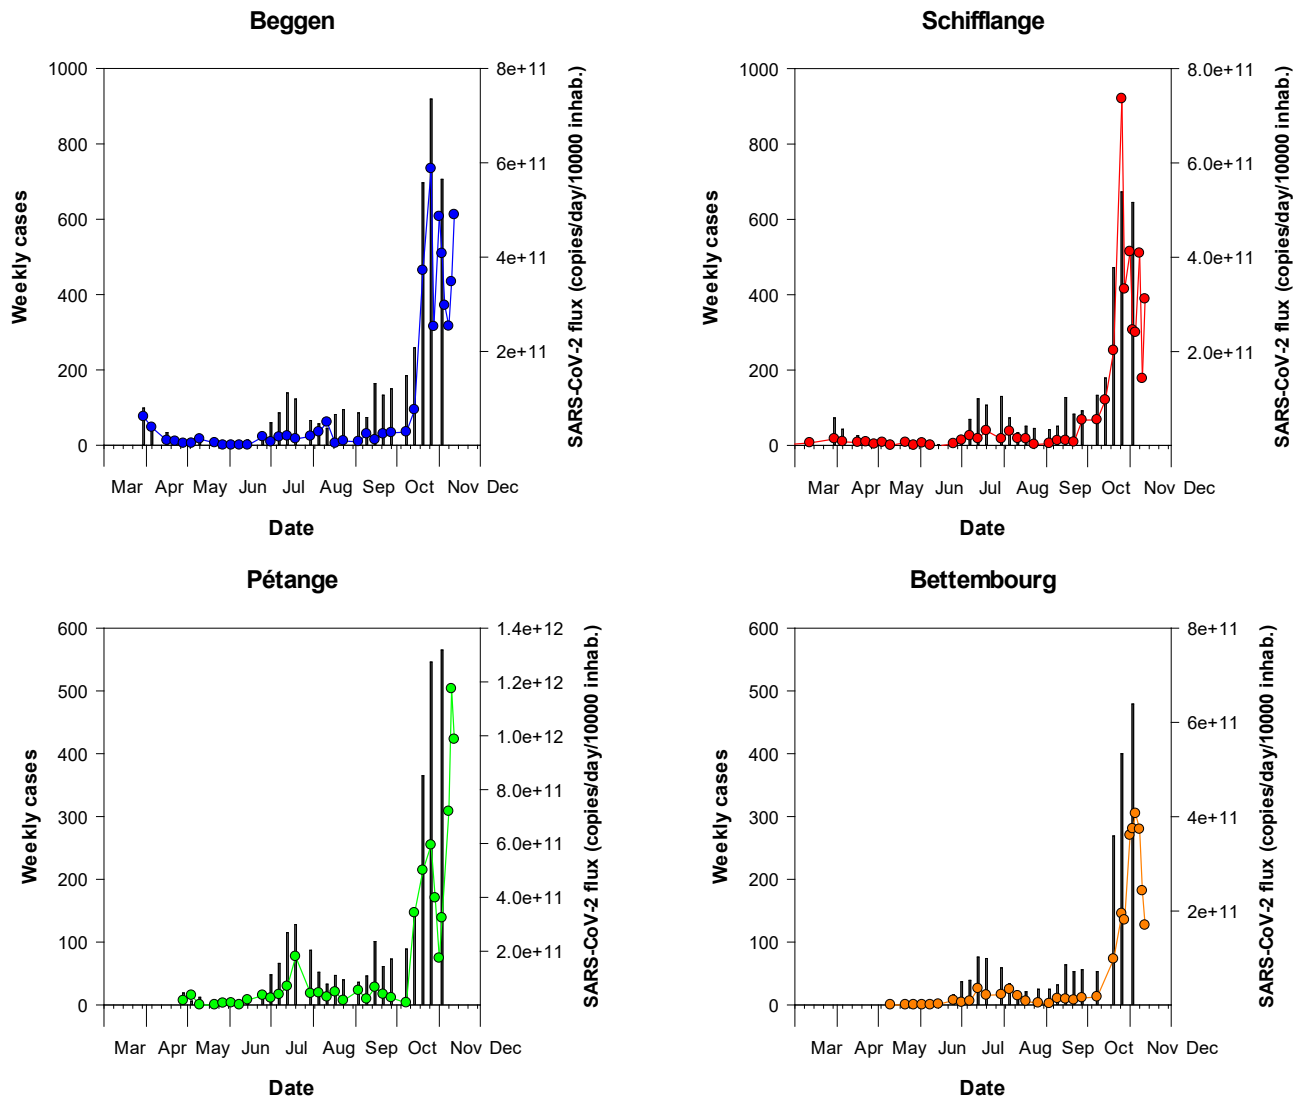 Beggen
1000
800
600
400
200
0
Weekly cases
8e+11
6e+11
4e+11
2e+11
SARS-CoV-2 flux (copies/day/10000 inhab.)
Mar Apr May Jun Jul Aug Sep Oct Nov Dec
Date
Schifflange
1000
800
600
400
200
0
Weekly cases
8.0e+11
6.0e+11
4.0e+11
2.0e+11
SARS-CoV-2 flux (copies/day/10000 inhab.)
Mar Apr May Jun Jul Aug Sep Oct Nov Dec
Date
Pétange
600
500
400
300
200
100
0
Weekly cases
1.4e+12
1.2e+12
1.0e+12
8.0e+11
6.0e+11
4.0e+11
2.0e+11
SARS-CoV-2 flux (copies/day/10000 inhab.)
Mar Apr May Jun Jul Aug Sep Oct Nov Dec
Date
Bettembourg
600
500
400
300
200
100
0
Weekly cases
8e+11
6e+11
4e+11
2e+11
SARS-CoV-2 flux (copies/day/10000 inhab.)
Mar Apr May Jun Jul Aug Sep Oct Nov Dec
Date